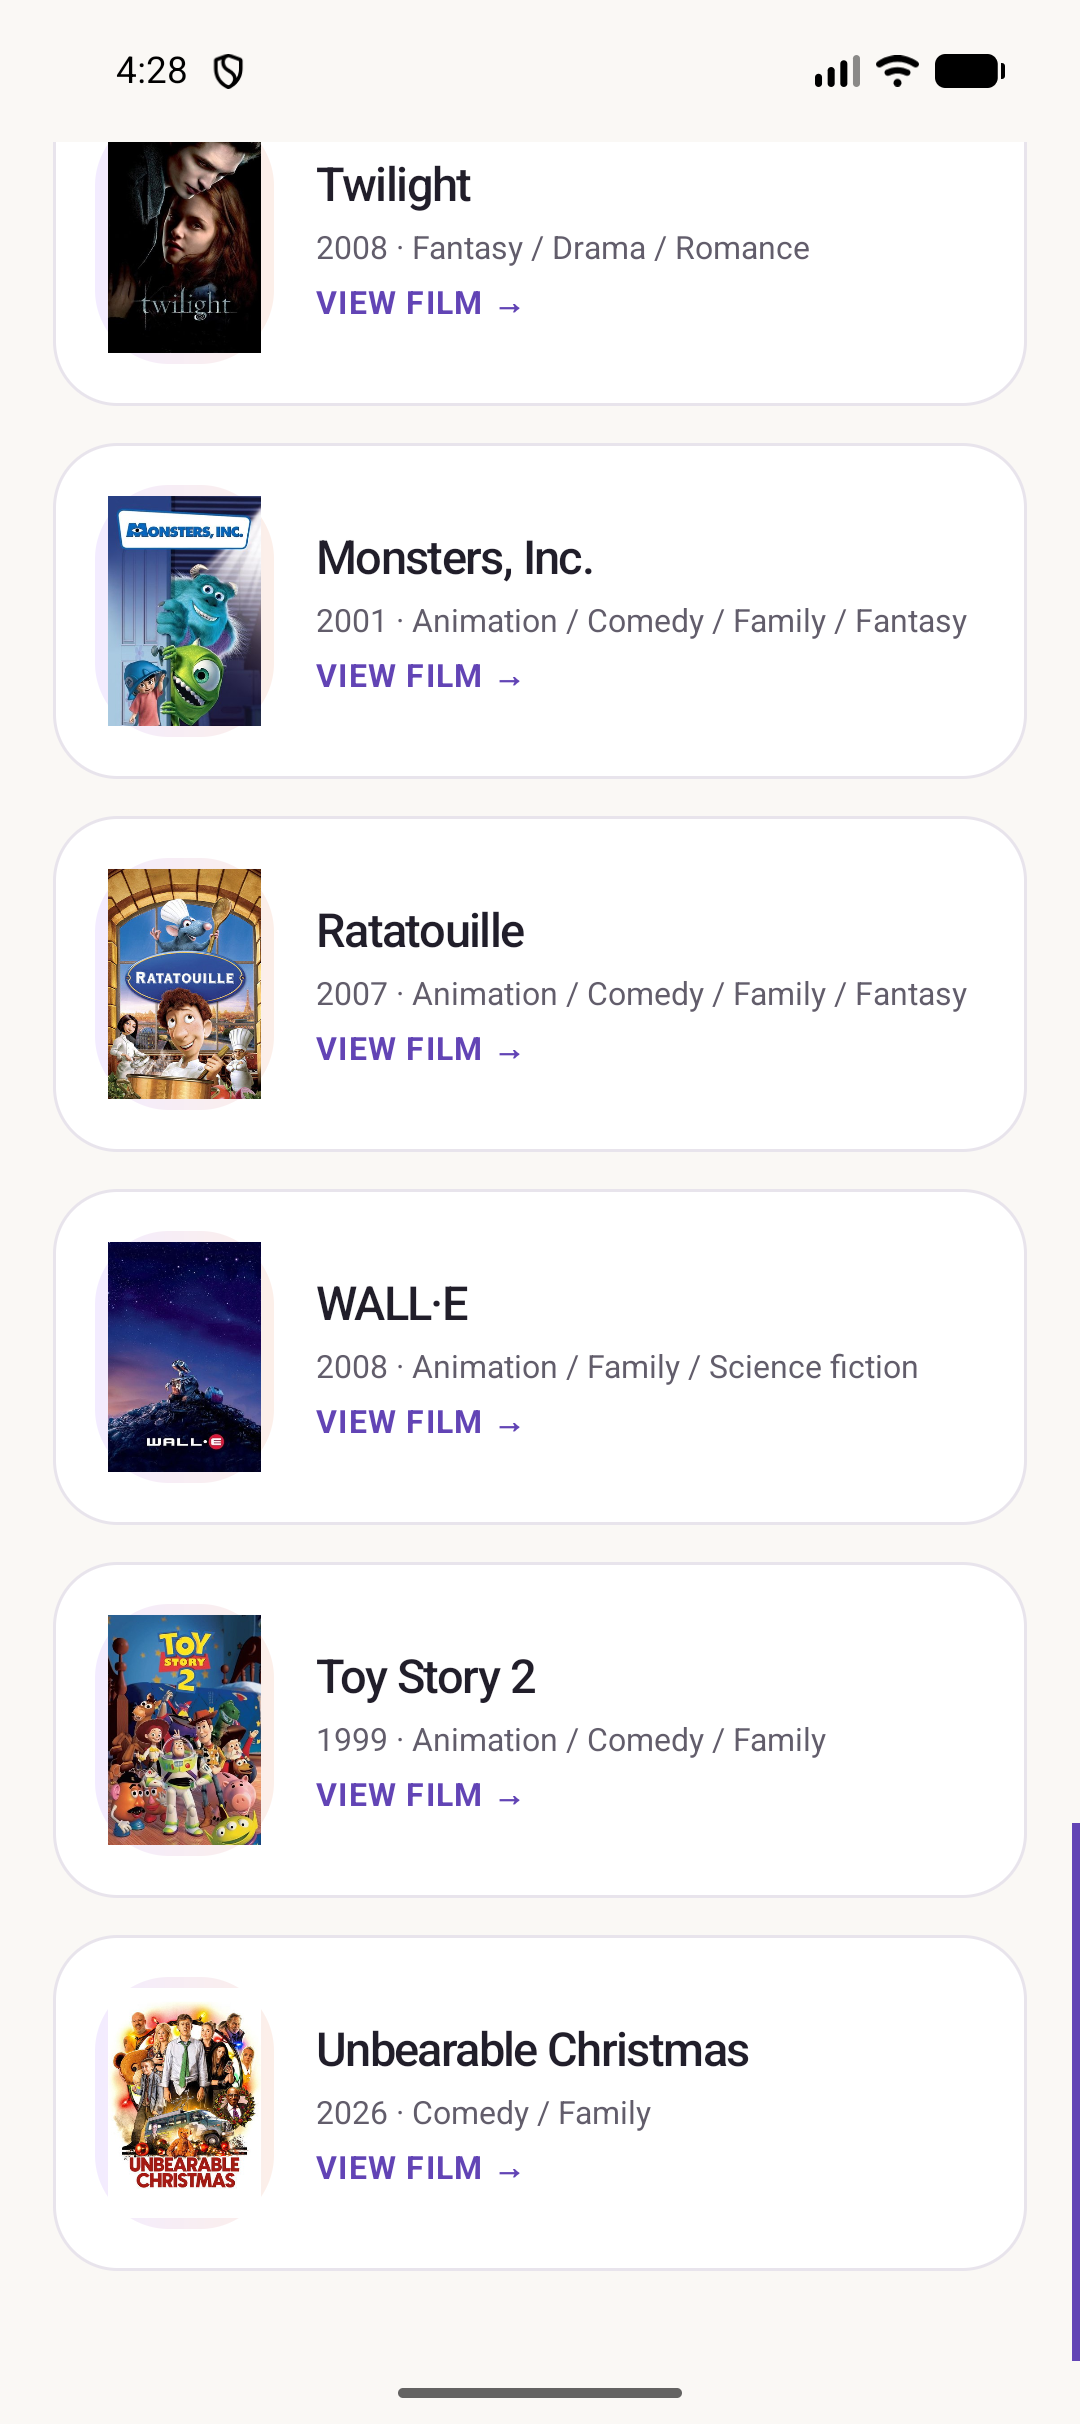 4:28
twilight
Twilight
2008 · Fantasy / Drama / Romance
VIEW FILM →
MONSTERS, INC.
Monsters, Inc.
2001 · Animation / Comedy / Family / Fantasy
VIEW FILM →
RATATOUILLE
Ratatouille
2007 · Animation / Comedy / Family / Fantasy
VIEW FILM →
WALL·E
WALL·E
2008 · Animation / Family / Science fiction
VIEW FILM →
TOY
STORY
2
Toy Story 2
1999 · Animation / Comedy / Family
VIEW FILM →
UNBEARABLE
CHRISTMAS
Unbearable Christmas
2026 · Comedy / Family
VIEW FILM →